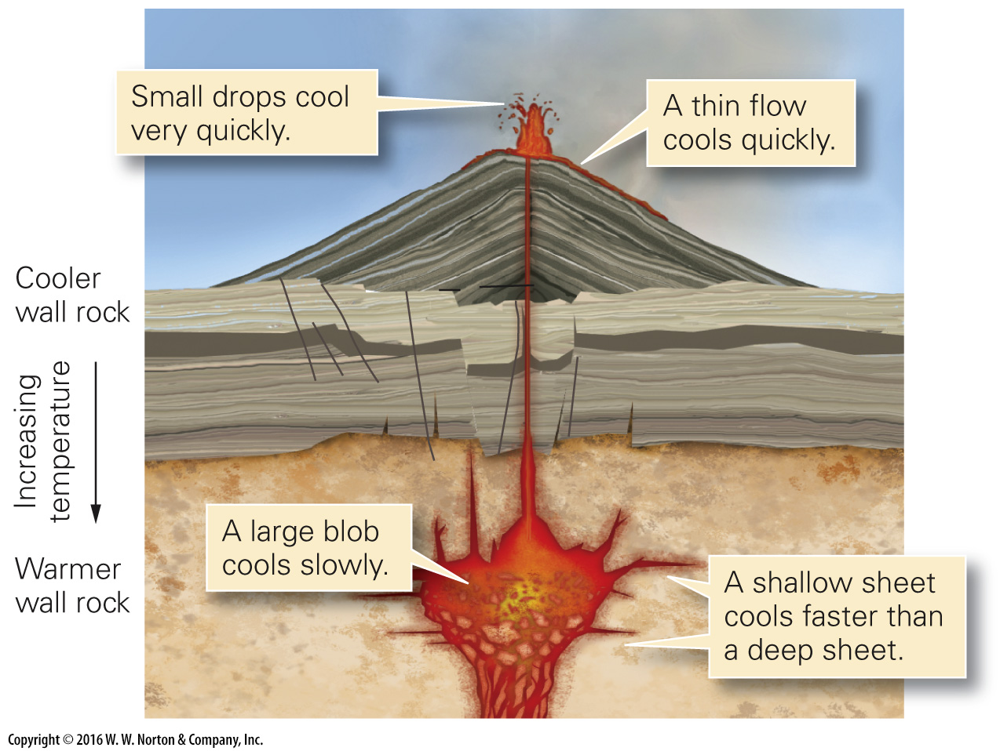 Small drops cool
very quickly.
A thin flow
cools quickly.
Cooler
wall rock
Increasing
temperature
Warmer
wall rock
A large blob
cools slowly.
A shallow sheet
cools faster than
a deep sheet.
Copyright © 2016 W. W. Norton & Company, Inc.